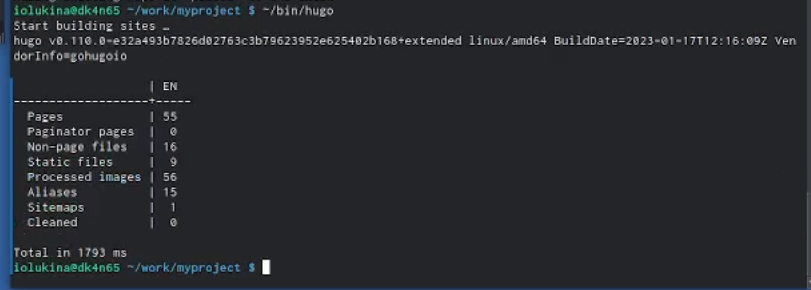 iolukina@dk4n65 ~/work/myproject $ ~/bin/hugo
Start building sites …
hugo v0.110.0-e32a493b7826d02763c3b79623952e625402b168+extended linux/amd64 BuildDate=2023-01-17T12:16:09Z Ven
dorInfo=gohugoio
| EN
-------------------+-----
Pages | 55
Paginator pages | 0
Non-page files | 16
Static files | 9
Processed images | 56
Aliases | 15
Sitemaps | 1
Cleaned | 0
Total in 1793 ms
iolukina@dk4n65 ~/work/myproject $